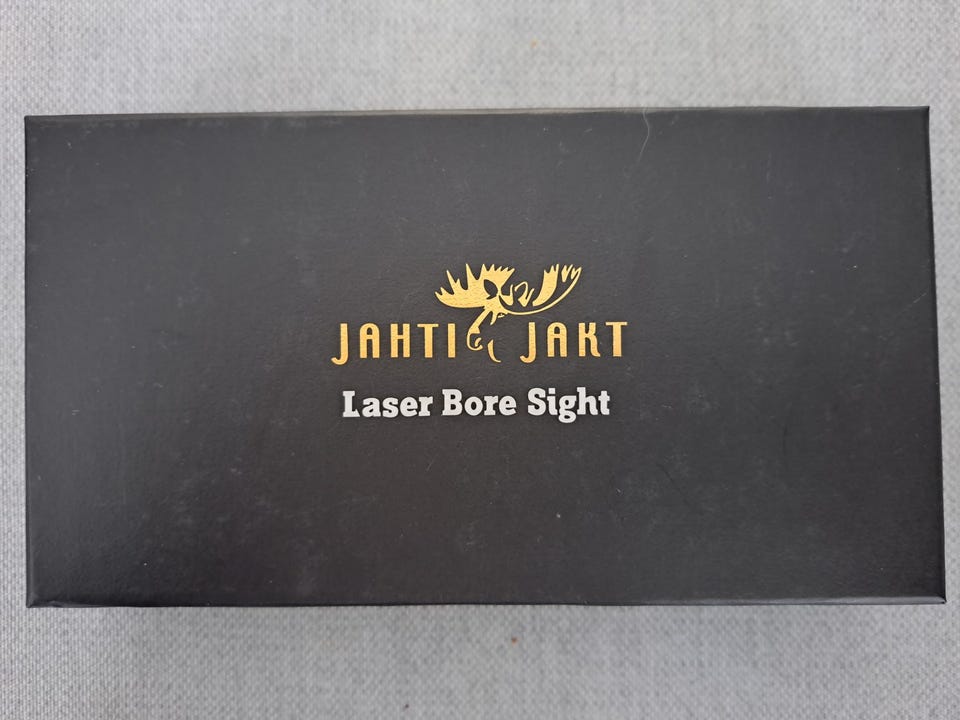 JAHTI JAKT
Laser Bore Sight